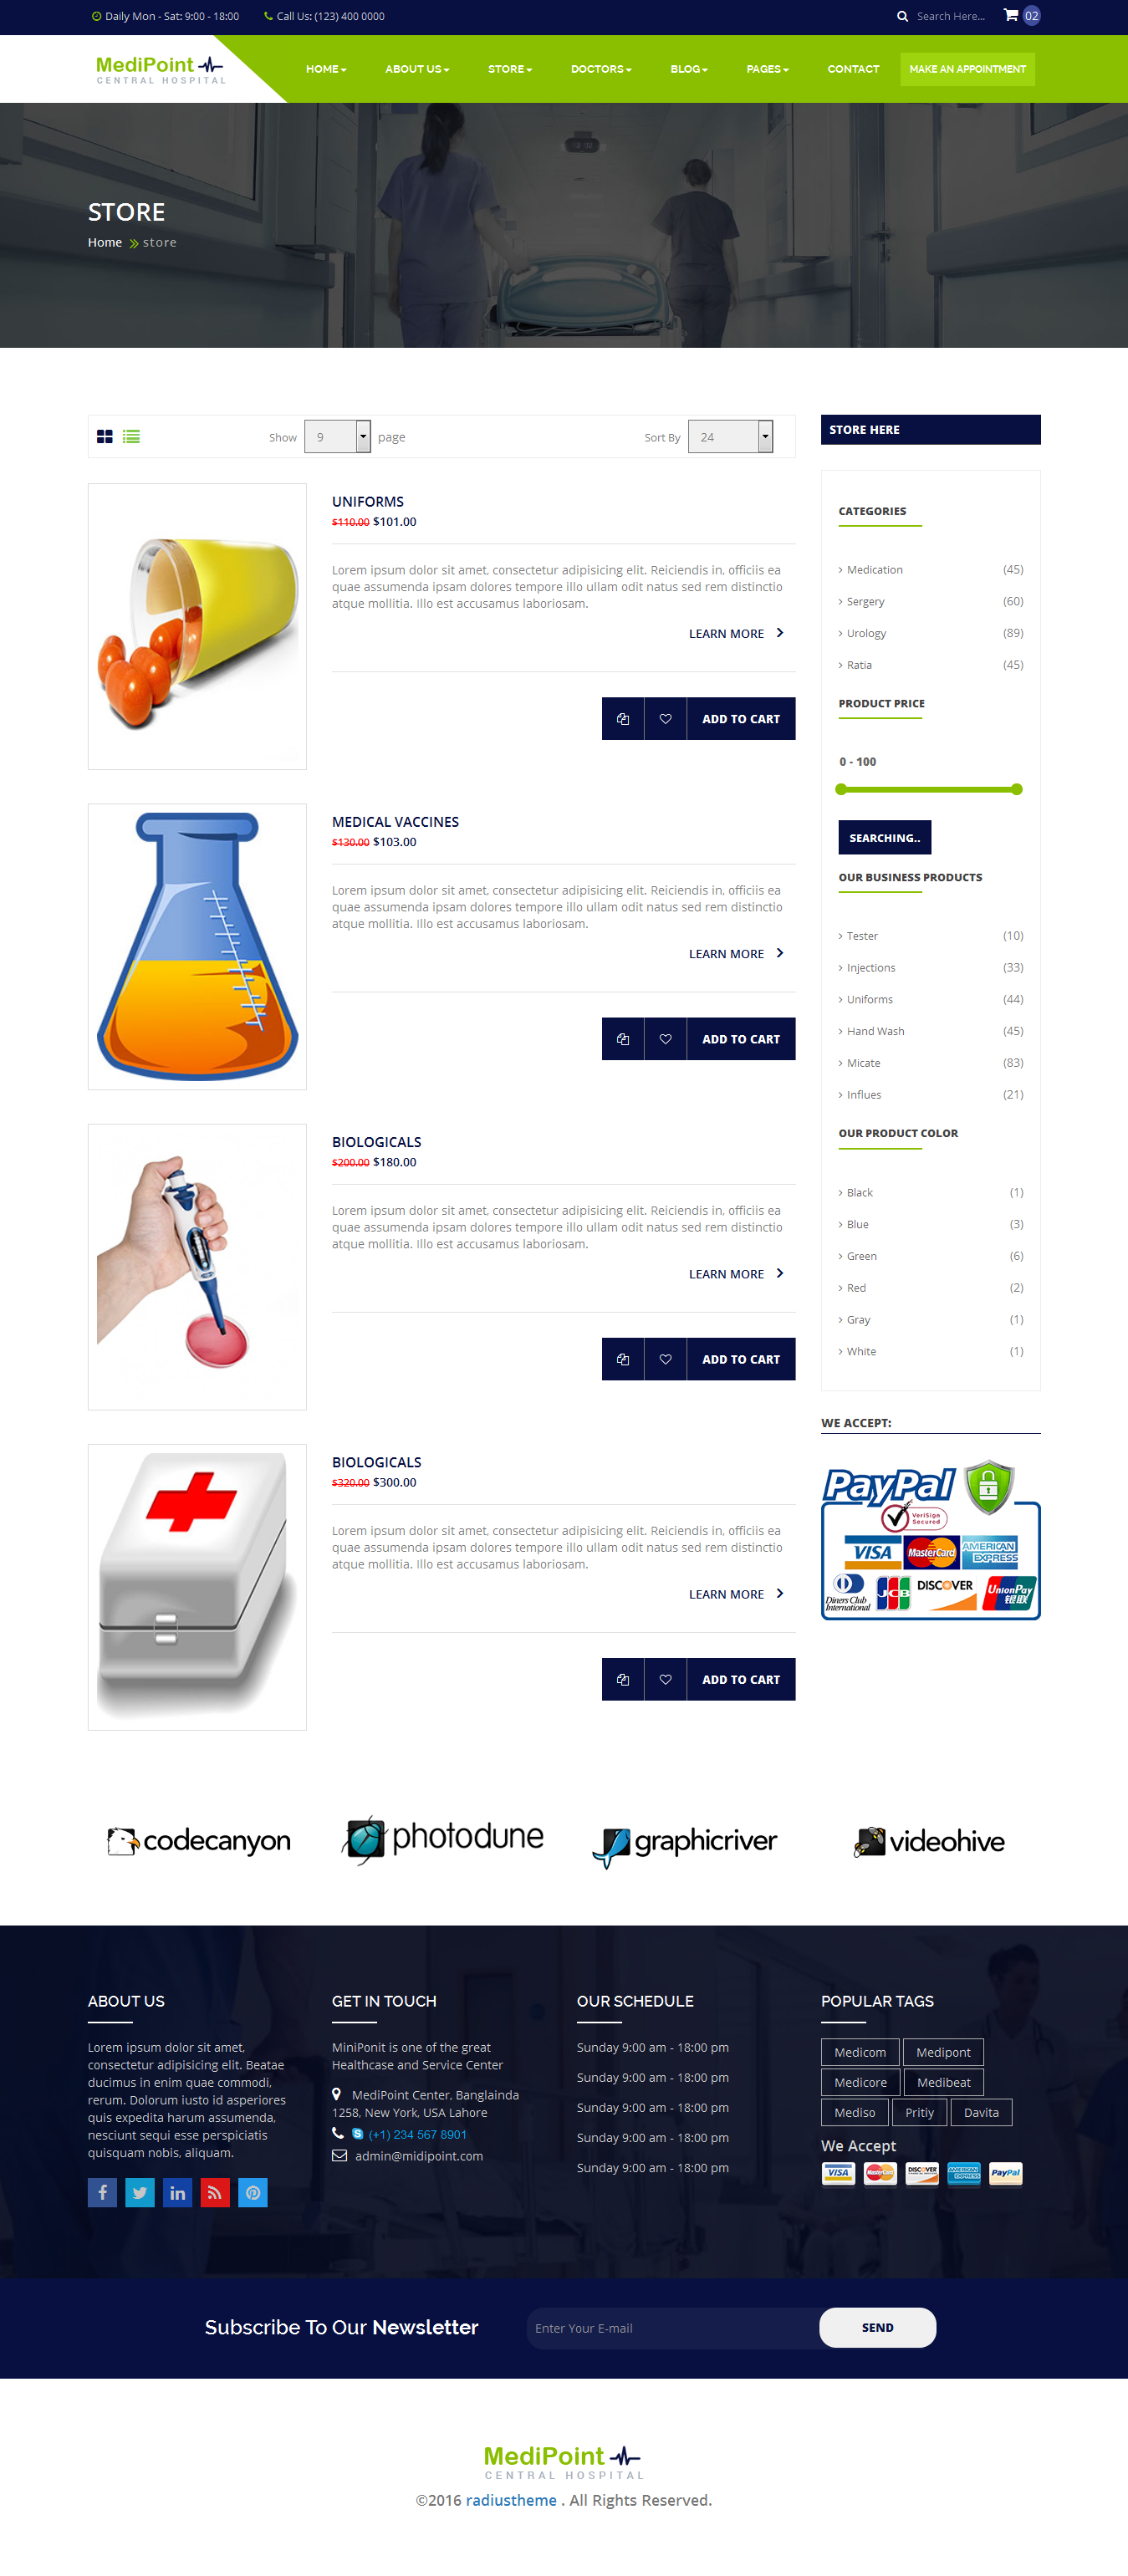 Daily Mon - Sat: 9:00 - 18:00 Call Us: (123) 400 0000 Search Here... 02
MediPoint
CENTRAL HOSPITAL
HOME ABOUT US STORE DOCTORS BLOG PAGES CONTACT MAKE AN APPOINTMENT
STORE
Home store
Show 9 page Sort By 24
UNIFORMS
$110.00 $101.00
Lorem ipsum dolor sit amet, consectetur adipisicing elit. Reiciendis in, officiis ea
quae assumenda ipsam dolores tempore illo ullam odit natus sed rem distinctio
atque mollitia. Illo est accusamus laboriosam.
LEARN MORE
ADD TO CART
MEDICAL VACCINES
$130.00 $103.00
Lorem ipsum dolor sit amet, consectetur adipisicing elit. Reiciendis in, officiis ea
quae assumenda ipsam dolores tempore illo ullam odit natus sed rem distinctio
atque mollitia. Illo est accusamus laboriosam.
LEARN MORE
ADD TO CART
BIOLOGICALS
$200.00 $180.00
Lorem ipsum dolor sit amet, consectetur adipisicing elit. Reiciendis in, officiis ea
quae assumenda ipsam dolores tempore illo ullam odit natus sed rem distinctio
atque mollitia. Illo est accusamus laboriosam.
LEARN MORE
ADD TO CART
BIOLOGICALS
$320.00 $300.00
Lorem ipsum dolor sit amet, consectetur adipisicing elit. Reiciendis in, officiis ea
quae assumenda ipsam dolores tempore illo ullam odit natus sed rem distinctio
atque mollitia. Illo est accusamus laboriosam.
LEARN MORE
ADD TO CART
STORE HERE
CATEGORIES
Medication (45)
Sergery (60)
Urology (89)
Ratia (45)
PRODUCT PRICE
0 - 100
SEARCHING..
OUR BUSINESS PRODUCTS
Tester (10)
Injections (33)
Uniforms (44)
Hand Wash (45)
Micate (83)
Influes (21)
OUR PRODUCT COLOR
Black (1)
Blue (3)
Green (6)
Red (2)
Gray (1)
White (1)
WE ACCEPT:
PayPal
VeriSign
Secured
VISA MasterCard AMERICAN EXPRESS
Diners Club International JCB DISCOVER UnionPay 银联
codecanyon photodune graphicriver videohive
ABOUT US
Lorem ipsum dolor sit amet,
consectetur adipisicing elit. Beatae
ducimus in enim quae commodi,
rerum. Dolorum iusto id asperiores
quis expedita harum assumenda,
nesciunt sequi esse perspiciatis
quisquam nobis, aliquam.
GET IN TOUCH
MiniPonit is one of the great
Healthcase and Service Center
MediPoint Center, Banglainda
1258, New York, USA Lahore
(+1) 234 567 8901
admin@midipoint.com
OUR SCHEDULE
Sunday 9:00 am - 18:00 pm
Sunday 9:00 am - 18:00 pm
Sunday 9:00 am - 18:00 pm
Sunday 9:00 am - 18:00 pm
Sunday 9:00 am - 18:00 pm
POPULAR TAGS
Medicom Medipont
Medicore Medibeat
Mediso Pritiy Davita
We Accept
VISA MasterCard DISCOVER AMERICAN EXPRESS PayPal
Subscribe To Our Newsletter Enter Your E-mail SEND
MediPoint
CENTRAL HOSPITAL
©2016 radiustheme . All Rights Reserved.